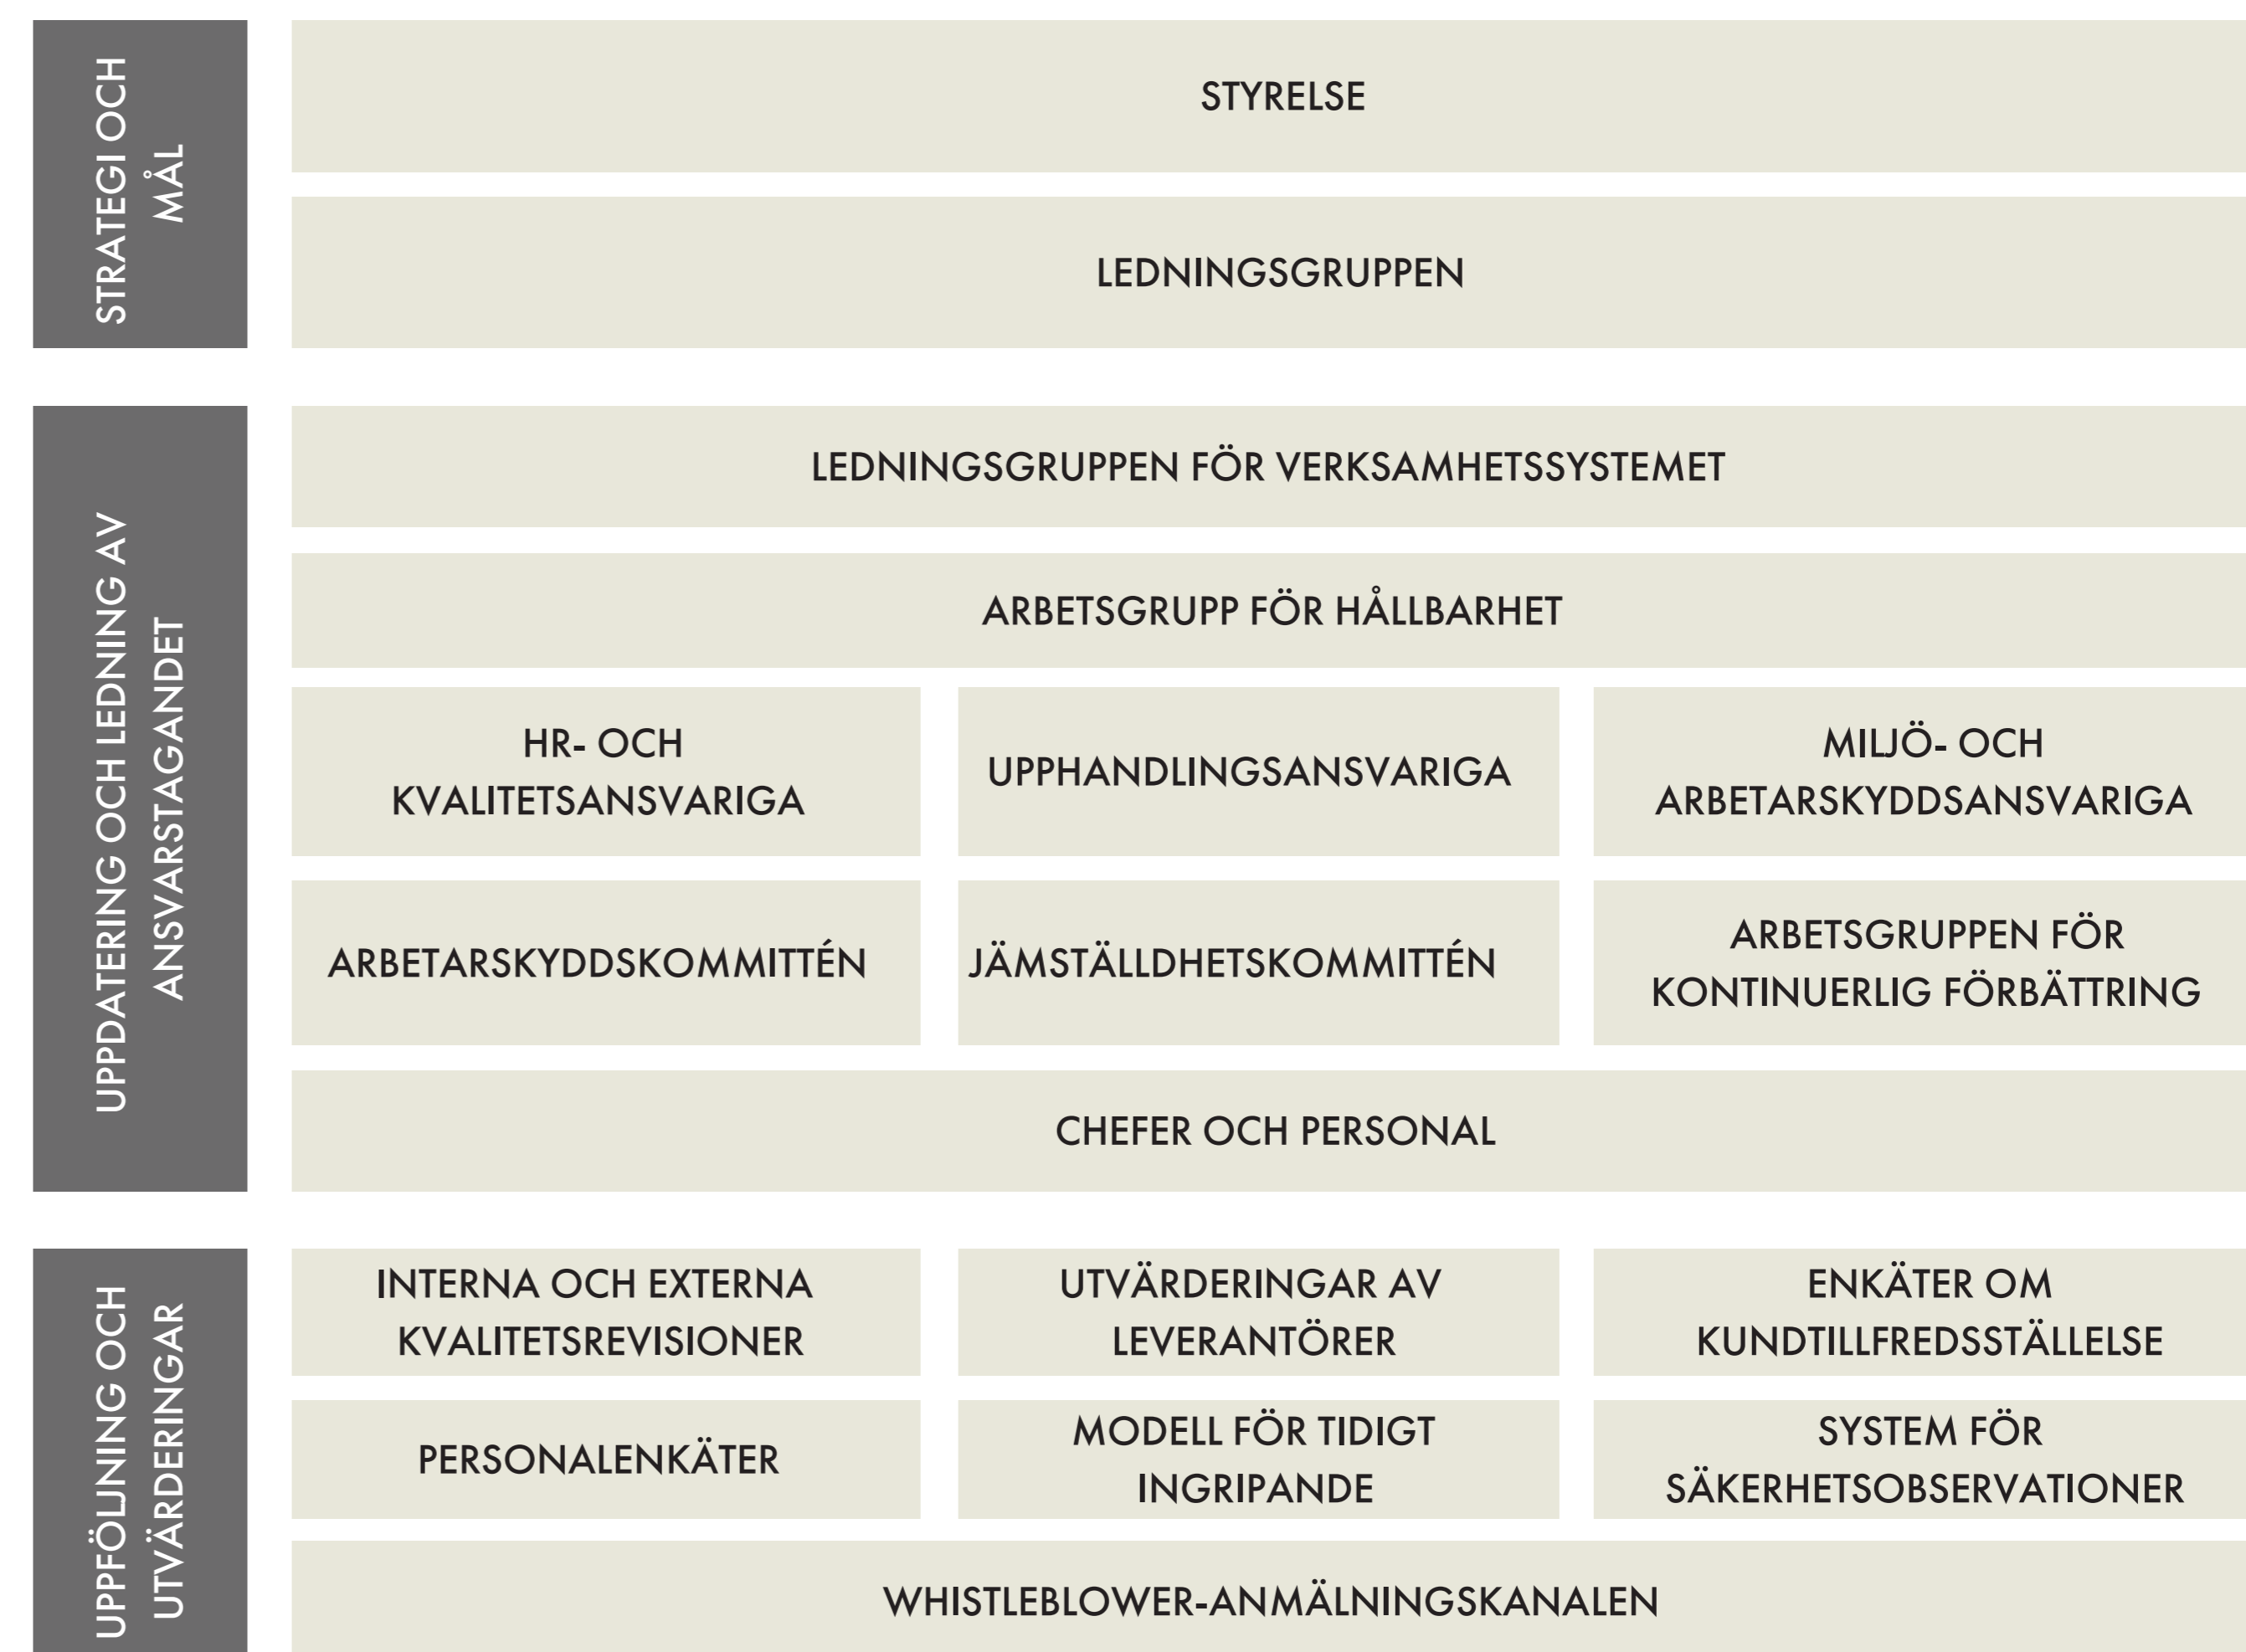 STRATEGI OCH
MÅL
STYRELSE
LEDNINGSGRUPPEN
UPPDATERING OCH LEDNING AV
ANSVARSTAGANDET
LEDNINGSGRUPPEN FÖR VERKSAMHETSSYSTEMET
ARBETSGRUPP FÖR HÅLLBARHET
HR- OCH
KVALITETSANSVARIGA
UPPHANDLINGSANSVARIGA
MILJÖ- OCH
ARBETARSKYDDSANSVARIGA
ARBETARSKYDDSKOMMITTÉN
JÄMSTÄLLDHETSKOMMITTÉN
ARBETSGRUPPEN FÖR
KONTINUERLIG FÖRBÄTTRING
CHEFER OCH PERSONAL
UPPFÖLJNING OCH
UTVÄRDERINGAR
INTERNA OCH EXTERNA
KVALITETSREVISIONER
UTVÄRDERINGAR AV
LEVERANTÖRER
ENKÄTER OM
KUNDTILLFREDSSTÄLLELSE
PERSONALENKÄTER
MODELL FÖR TIDIGT
INGRIPANDE
SYSTEM FÖR
SÄKERHETSOBSERVATIONER
WHISTLEBLOWER-ANMÄLNINGSKANALEN